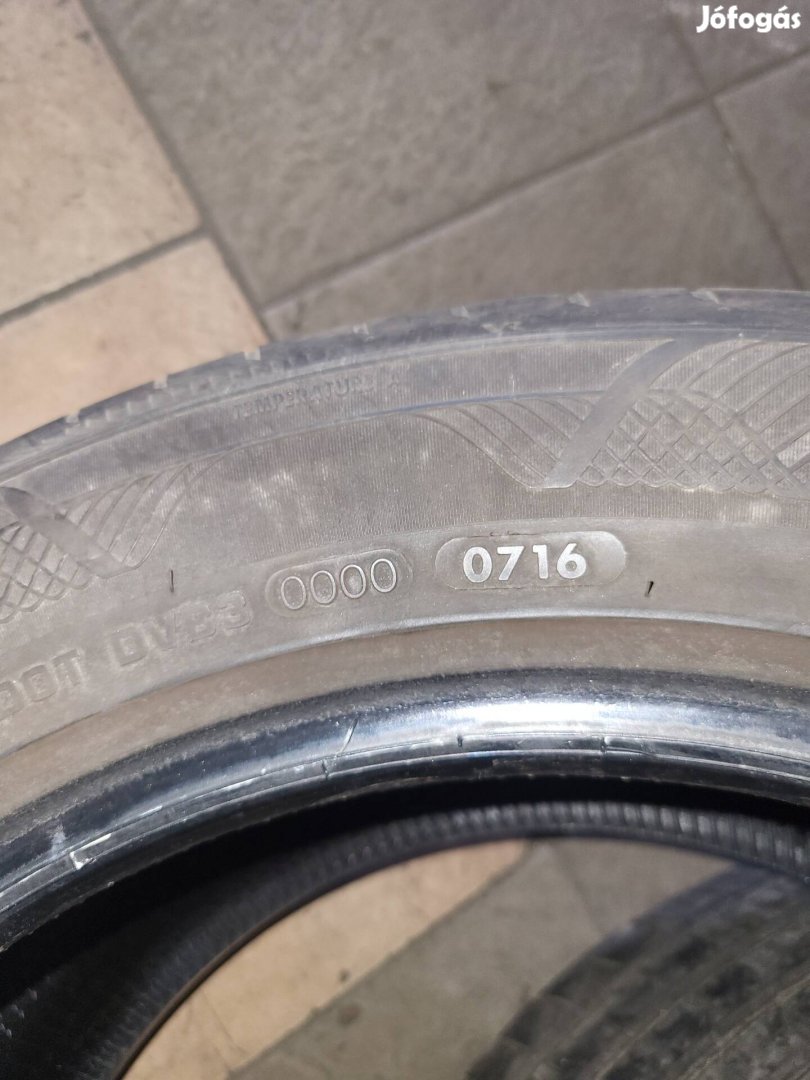 Jófogás
TEMPERATURE A
DOT DVB3 0000 0716